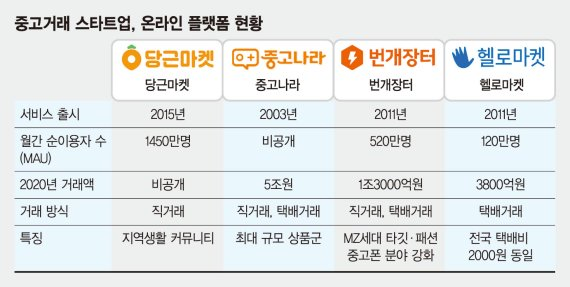 중고거래 스타트업, 온라인 플랫폼 현황
당근마켓 중고나라 번개장터 헬로마켓
당근마켓 중고나라 번개장터 헬로마켓
서비스 출시 2015년 2003년 2011년 2011년
월간 순이용자 수 1450만명 비공개 520만명 120만명
(MAU)
2020년 거래액 비공개 5조원 1조3000억원 3800억원
거래 방식 직거래 직거래, 택배거래 직거래, 택배거래 택배거래
특징 지역생활 커뮤니티 최대 규모 상품군 MZ세대 타깃·패션 전국 택배비
중고폰 분야 강화 2000원 동일